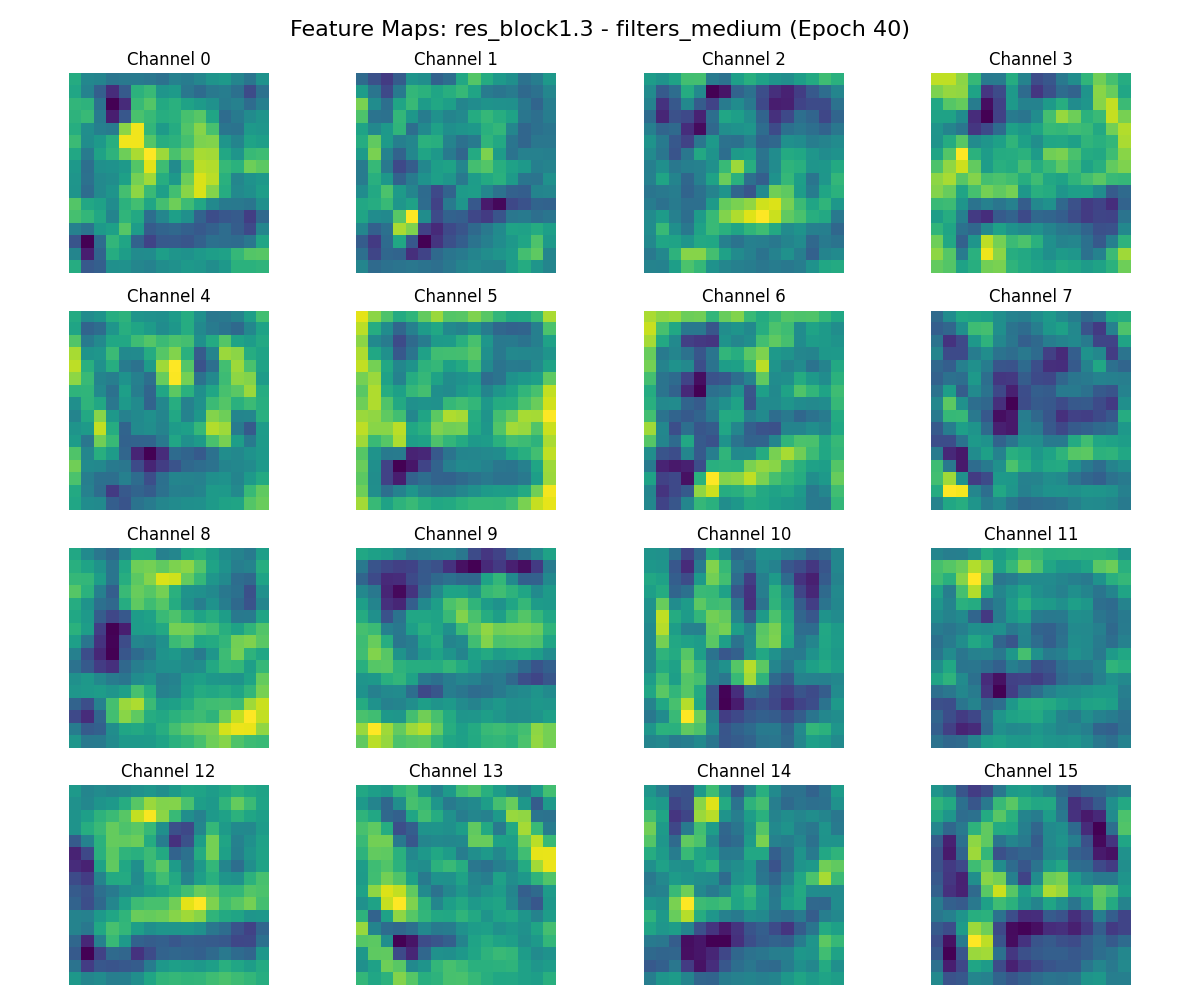 Feature Maps: res_block1.3 - filters_medium (Epoch 40)
Channel 0 Channel 1 Channel 2 Channel 3
Channel 4 Channel 5 Channel 6 Channel 7
Channel 8 Channel 9 Channel 10 Channel 11
Channel 12 Channel 13 Channel 14 Channel 15